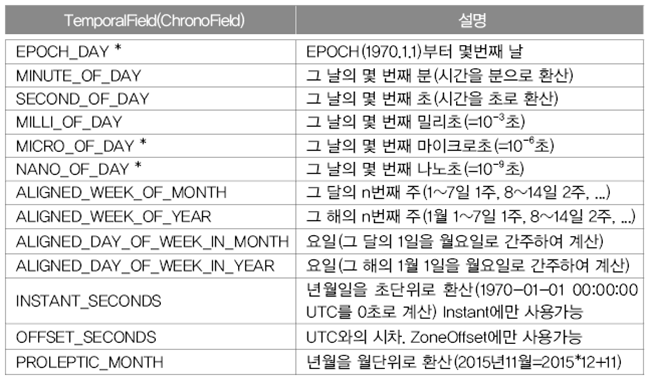 TemporalField(ChronoField) 설명
EPOCH_DAY * EPOCH(1970.1.1)부터 몇번째 날
MINUTE_OF_DAY 그 날의 몇 번째 분(시간을 분으로 환산)
SECOND_OF_DAY 그 날의 몇 번째 초(시간을 초로 환산)
MILLI_OF_DAY 그 날의 몇 번째 밀리초(=10⁻³초)
MICRO_OF_DAY * 그 날의 몇 번째 마이크로초(=10⁻⁶초)
NANO_OF_DAY * 그 날의 몇 번째 나노초(=10⁻⁹초)
ALIGNED_WEEK_OF_MONTH 그 달의 n번째 주(1~7일 1주, 8~14일 2주, ...)
ALIGNED_WEEK_OF_YEAR 그 해의 n번째 주(1월 1~7일 1주, 8~14일 2주, ...)
ALIGNED_DAY_OF_WEEK_IN_MONTH 요일(그 달의 1일을 월요일로 간주하여 계산)
ALIGNED_DAY_OF_WEEK_IN_YEAR 요일(그 해의 1월 1일을 월요일로 간주하여 계산)
INSTANT_SECONDS 년월일을 초단위로 환산(1970-01-01 00:00:00
UTC를 0초로 계산) Instant에만 사용가능
OFFSET_SECONDS UTC와의 시차. ZoneOffset에만 사용가능
PROLEPTIC_MONTH 년월을 월단위로 환산(2015년11월=2015*12+11)